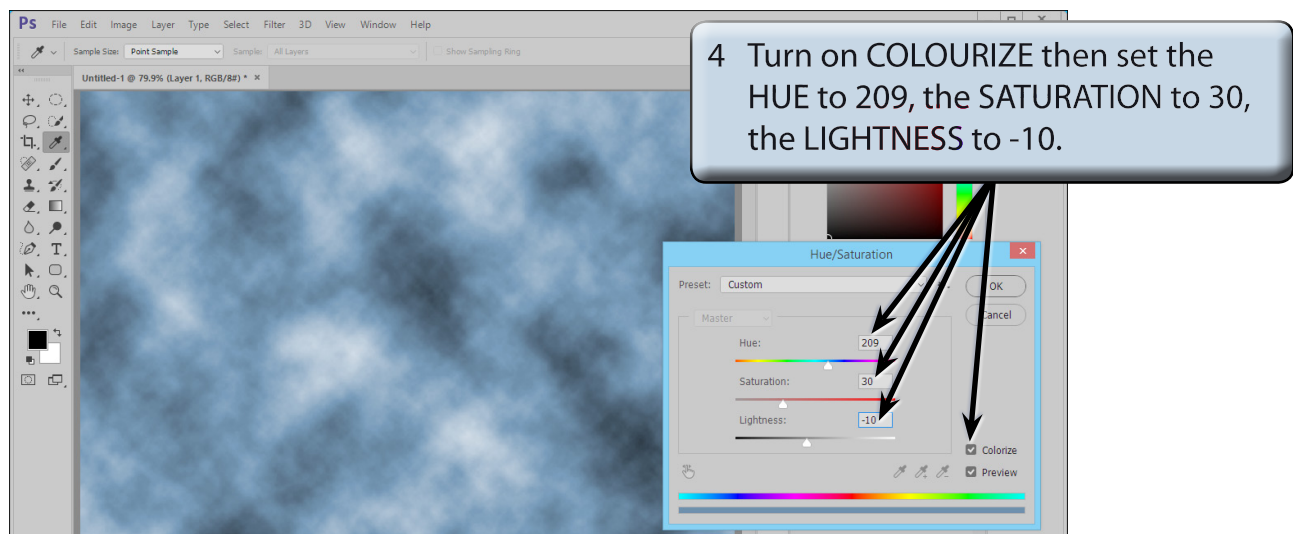 Ps File Edit Image Layer Type Select Filter 3D View Window Help
Sample Size: Point Sample Sample: All Layers Show Sampling Ring
Untitled-1 @ 79.9% (Layer 1, RGB/8#) * ×
4 Turn on COLOURIZE then set the
HUE to 209, the SATURATION to 30,
the LIGHTNESS to -10.
Hue/Saturation
Preset: Custom
OK
Master
Cancel
Hue: 209
Saturation: 30
Lightness: -10
Colorize
Preview